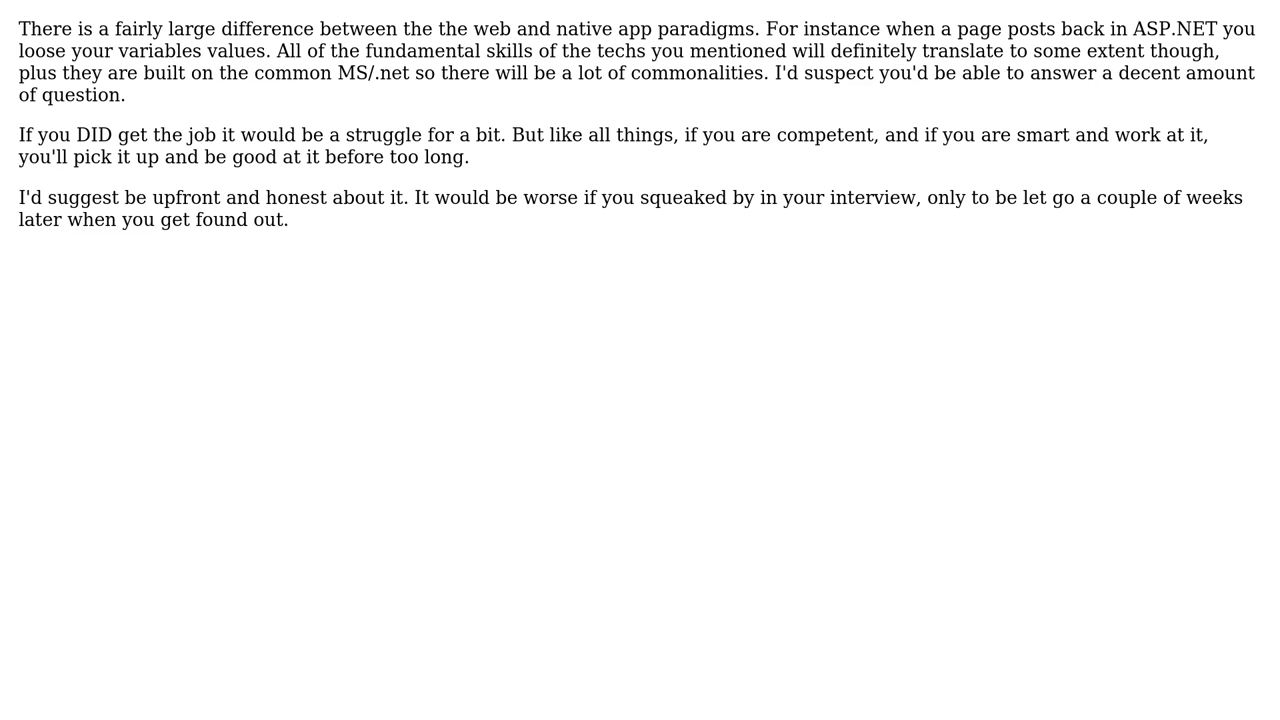 There is a fairly large difference between the the web and native app paradigms. For instance when a page posts back in ASP.NET you
loose your variables values. All of the fundamental skills of the techs you mentioned will definitely translate to some extent though,
plus they are built on the common MS/.net so there will be a lot of commonalities. I'd suspect you'd be able to answer a decent amount
of question.
If you DID get the job it would be a struggle for a bit. But like all things, if you are competent, and if you are smart and work at it,
you'll pick it up and be good at it before too long.
I'd suggest be upfront and honest about it. It would be worse if you squeaked by in your interview, only to be let go a couple of weeks
later when you get found out.